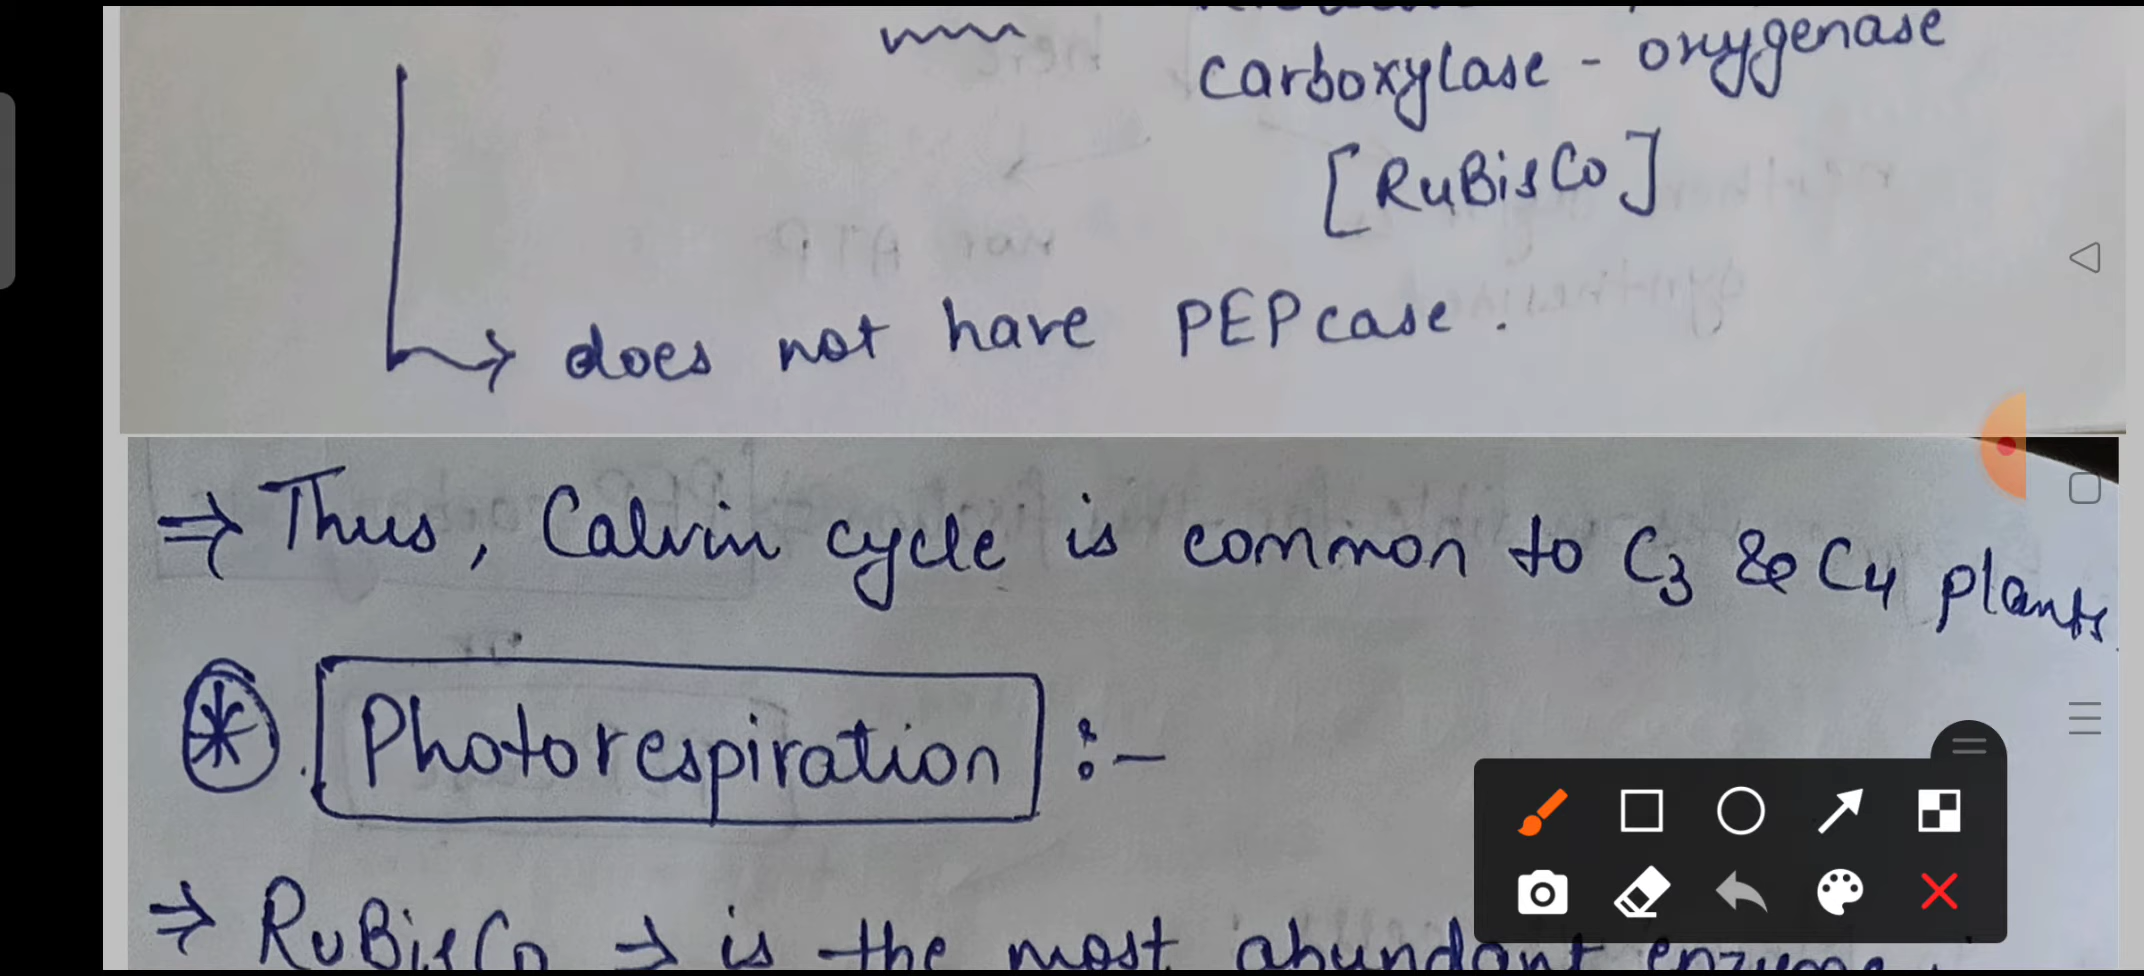 carboxylase - oxygenase
[RuBisCo]
does not have PEPcase.
⇒ Thus, Calvin cycle is common to C3 & C4 plants.
Photorespiration :-
⇒ RuBisCo → is the most abundant enzyme